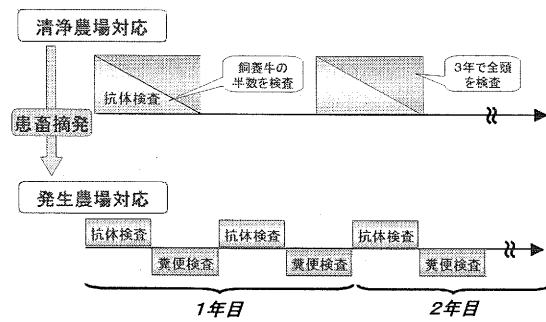 清浄農場対応
飼養牛の
半数を検査
3年で全頭
を検査
抗体検査
患畜摘発
発生農場対応
抗体検査
抗体検査
抗体検査
糞便検査
糞便検査
糞便検査
1年目
2年目